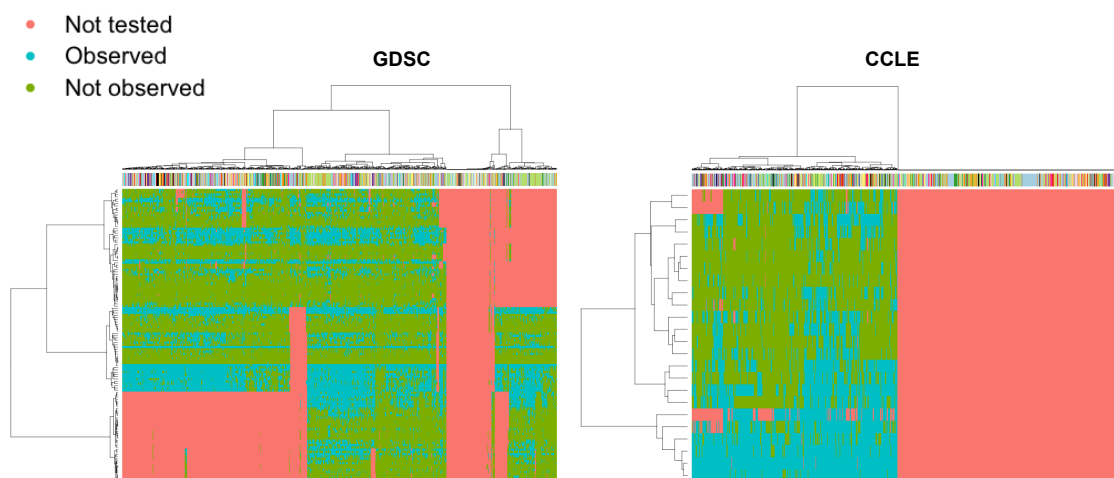 Not tested
Observed
Not observed
GDSC
CCLE